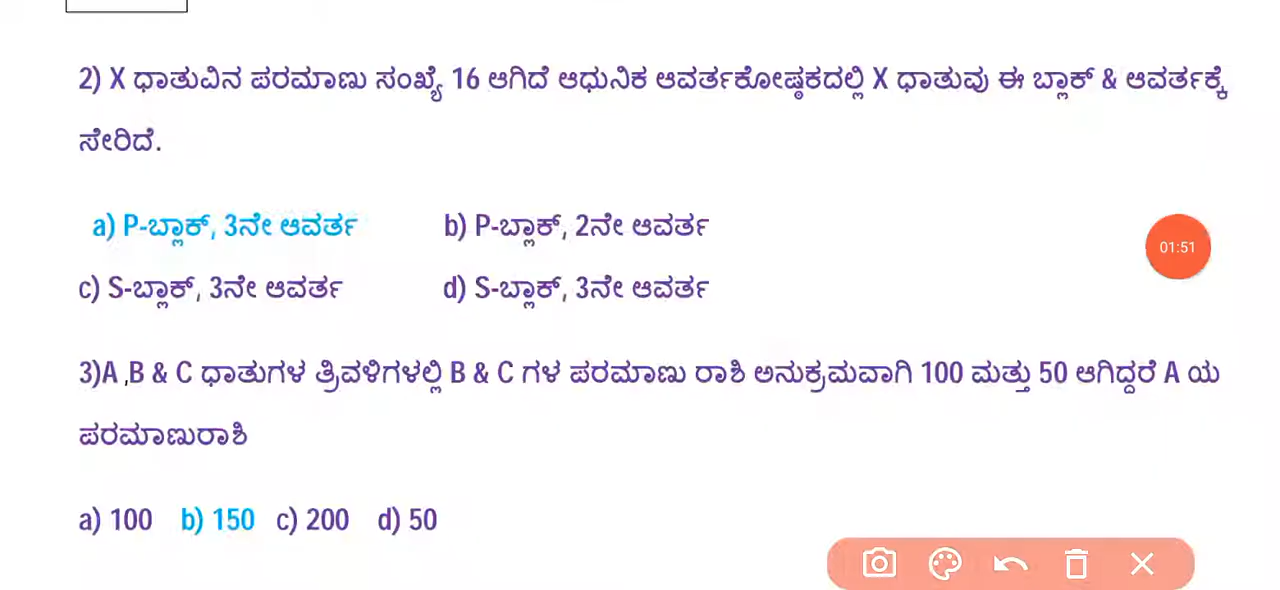 2) X ಧಾತುವಿನ ಪರಮಾಣು ಸಂಖ್ಯೆ 16 ಆಗಿದೆ ಆಧುನಿಕ ಆವರ್ತಕೋಷ್ಠಕದಲ್ಲಿ X ಧಾತುವು ಈ ಬ್ಲಾಕ್ & ಆವರ್ತಕ್ಕೆ
ಸೇರಿದೆ.
a) P-ಬ್ಲಾಕ್, 3ನೇ ಆವರ್ತ b) P-ಬ್ಲಾಕ್, 2ನೇ ಆವರ್ತ
01:51
c) S-ಬ್ಲಾಕ್, 3ನೇ ಆವರ್ತ d) S-ಬ್ಲಾಕ್, 3ನೇ ಆವರ್ತ
3)A ,B & C ಧಾತುಗಳ ತ್ರಿವಳಿಗಳಲ್ಲಿ B & C ಗಳ ಪರಮಾಣು ರಾಶಿ ಅನುಕ್ರಮವಾಗಿ 100 ಮತ್ತು 50 ಆಗಿದ್ದರೆ A ಯ
ಪರಮಾಣುರಾಶಿ
a) 100 b) 150 c) 200 d) 50